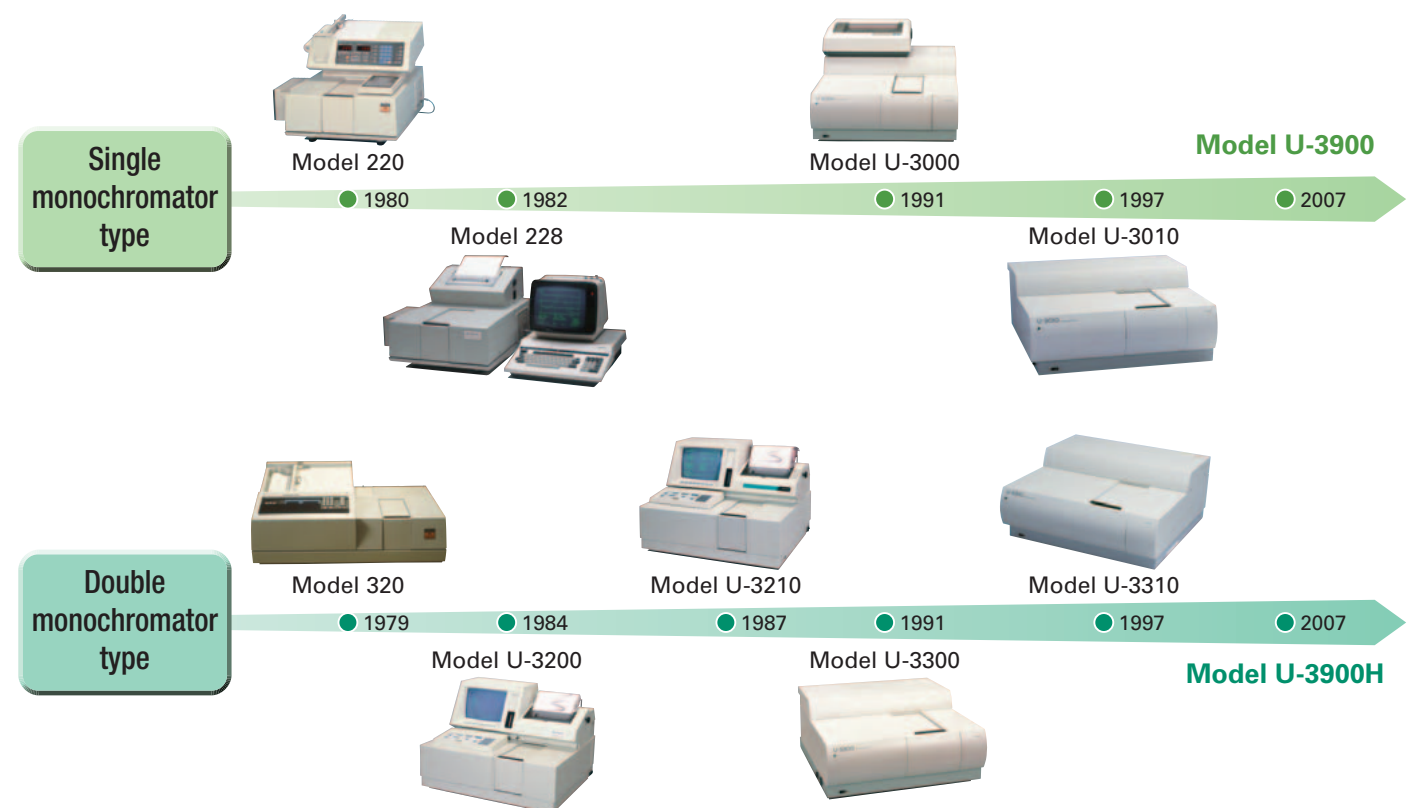 Model 220
Model U-3000
Model U-3900
Single
monochromator
type
1980
1982
1991
1997
2007
Model 228
Model U-3010
Model 320
Model U-3210
Model U-3310
Double
monochromator
type
1979
1984
1987
1991
1997
2007
Model U-3200
Model U-3300
Model U-3900H